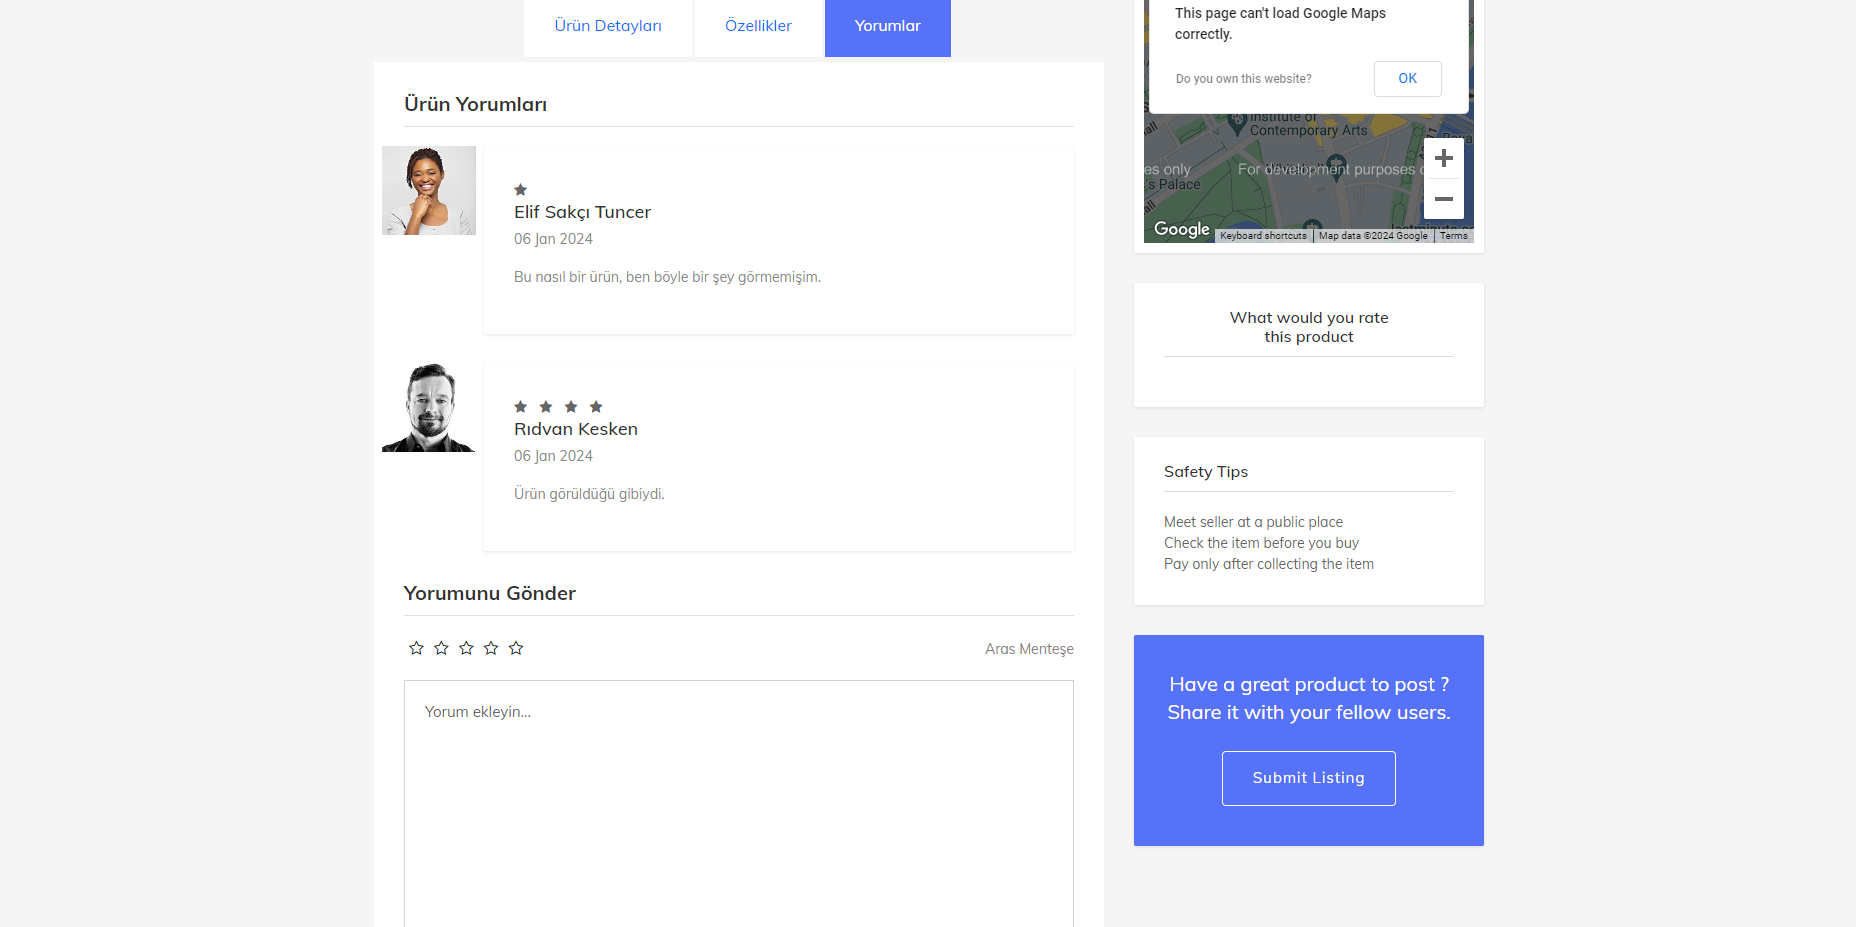 Ürün Detayları
Özellikler
Yorumlar
Ürün Yorumları
Elif Sakçı Tuncer
06 Jan 2024
Bu nasıl bir ürün, ben böyle bir şey görmemişim.
Rıdvan Kesken
06 Jan 2024
Ürün görüldüğü gibiydi.
Yorumunu Gönder
Aras Menteşe
Yorum ekleyin...
This page can't load Google Maps
correctly.
Do you own this website?
OK
Institute of
Contemporary Arts
es only
For development purposes
's Palace
Google
Keyboard shortcuts
Map data ©2024 Google
Terms
What would you rate
this product
Safety Tips
Meet seller at a public place
Check the item before you buy
Pay only after collecting the item
Have a great product to post ?
Share it with your fellow users.
Submit Listing